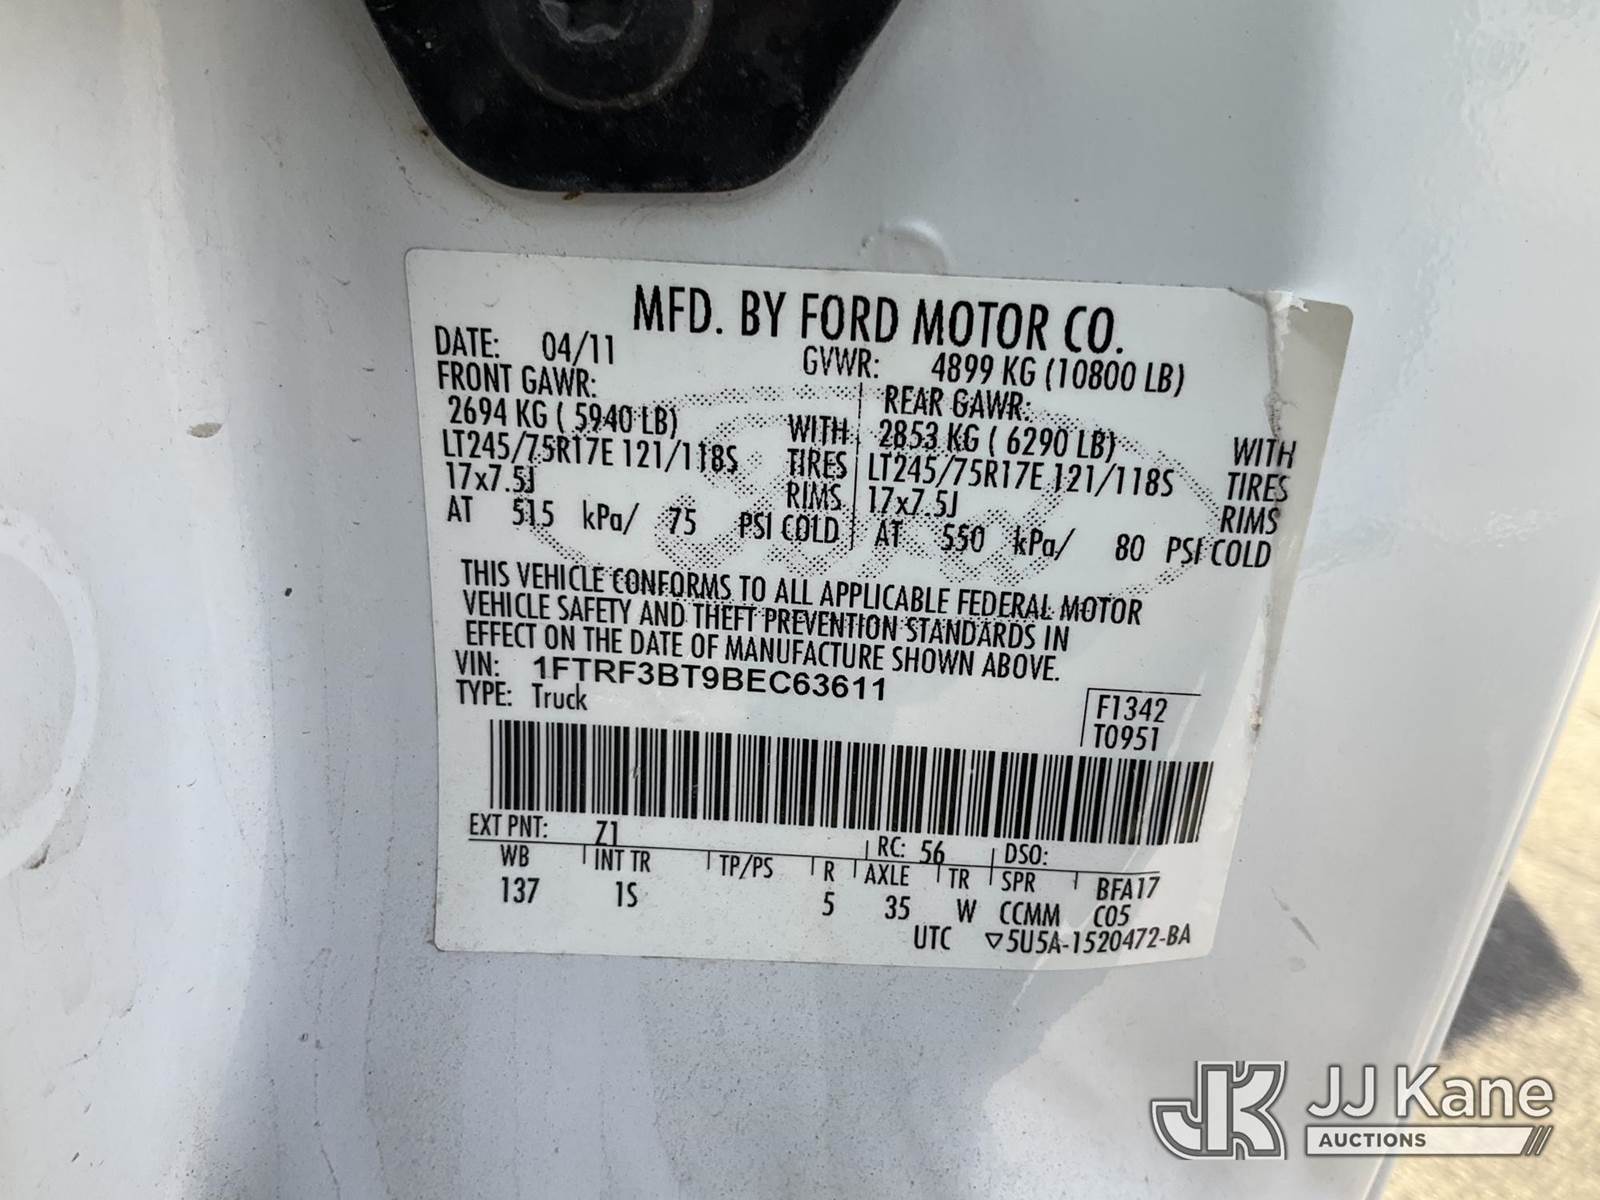 MFD. BY FORD MOTOR CO.
DATE: 04/11 GVWR: 4899 KG (10800 LB)
FRONT GAWR: REAR GAWR:
2694 KG ( 5940 LB) WITH 2853 KG ( 6290 LB) WITH
LT245/75R17E 121/118S TIRES LT245/75R17E 121/118S TIRES
17x7.5J RIMS 17x7.5J RIMS
AT 515 kPa/ 75 PSI COLD AT 550 kPa/ 80 PSI COLD
THIS VEHICLE CONFORMS TO ALL APPLICABLE FEDERAL MOTOR
VEHICLE SAFETY AND THEFT PREVENTION STANDARDS IN
EFFECT ON THE DATE OF MANUFACTURE SHOWN ABOVE.
VIN: 1FTRF3BT9BEC63611
TYPE: Truck
F1342
T0951
EXT PNT: Z1 RC: 56 DSO:
WB INT TR TP/PS R AXLE TR SPR BFA17
137 1S 5 35 W CCMM C05
UTC ▽5U5A-1520472-BA
JK JJ Kane
AUCTIONS